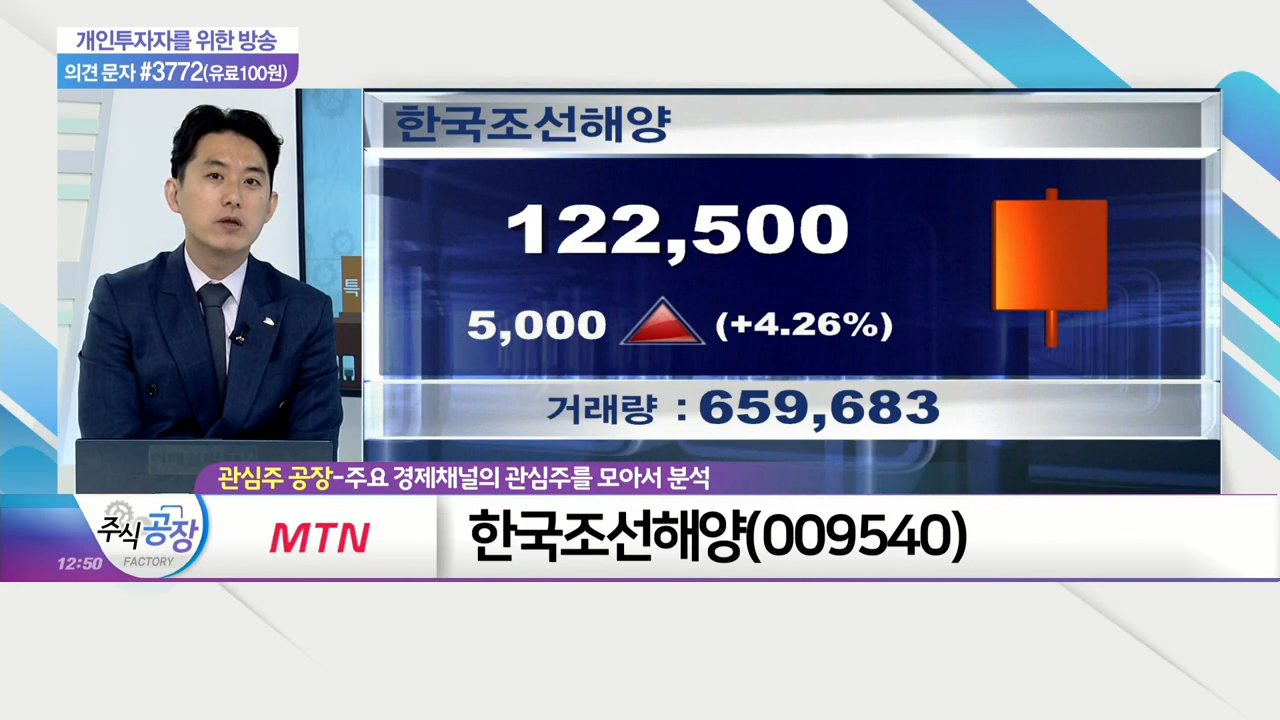 개인투자자를 위한 방송
의견 문자 #3772(유료100원)
한국조선해양
122,500
5,000 (+4.26%)
특
거래량 : 659,683
관심주 공장-주요 경제채널의 관심주를 모아서 분석
주식공장
FACTORY
12:50
MTN
한국조선해양(009540)